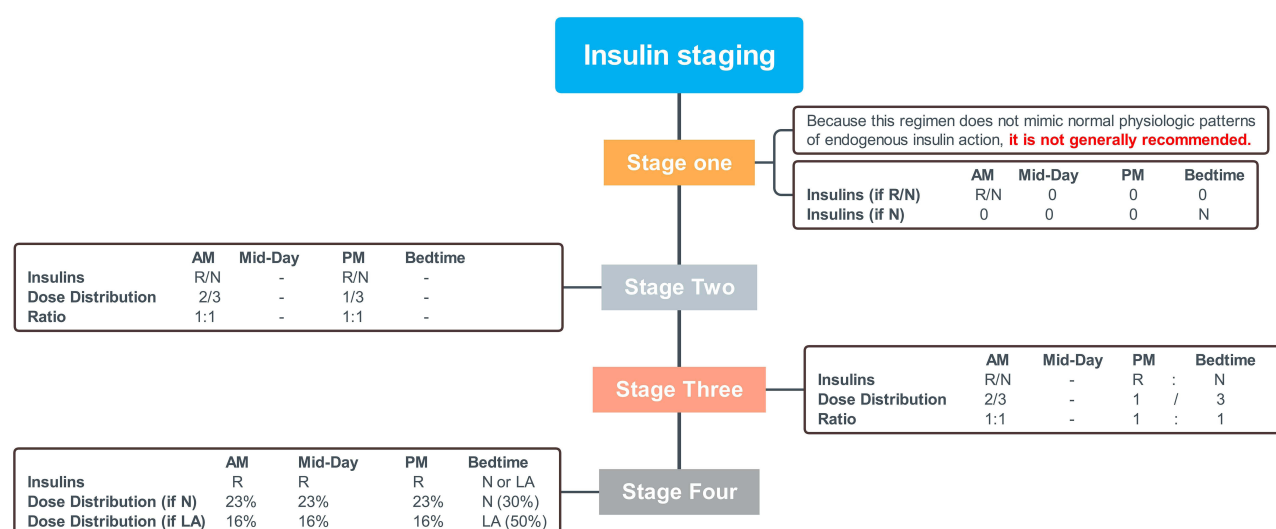 Insulin staging
Stage one
Because this regimen does not mimic normal physiologic patterns
of endogenous insulin action, it is not generally recommended.
AM Mid-Day PM Bedtime
Insulins (if R/N) R/N 0 0 0
Insulins (if N) 0 0 0 N
Stage Two
AM Mid-Day PM Bedtime
Insulins R/N - R/N -
Dose Distribution 2/3 - 1/3 -
Ratio 1:1 - 1:1 -
Stage Three
AM Mid-Day PM Bedtime
Insulins R/N - R : N
Dose Distribution 2/3 - 1 / 3
Ratio 1:1 - 1 : 1
Stage Four
AM Mid-Day PM Bedtime
Insulins R R R N or LA
Dose Distribution (if N) 23% 23% 23% N (30%)
Dose Distribution (if LA) 16% 16% 16% LA (50%)